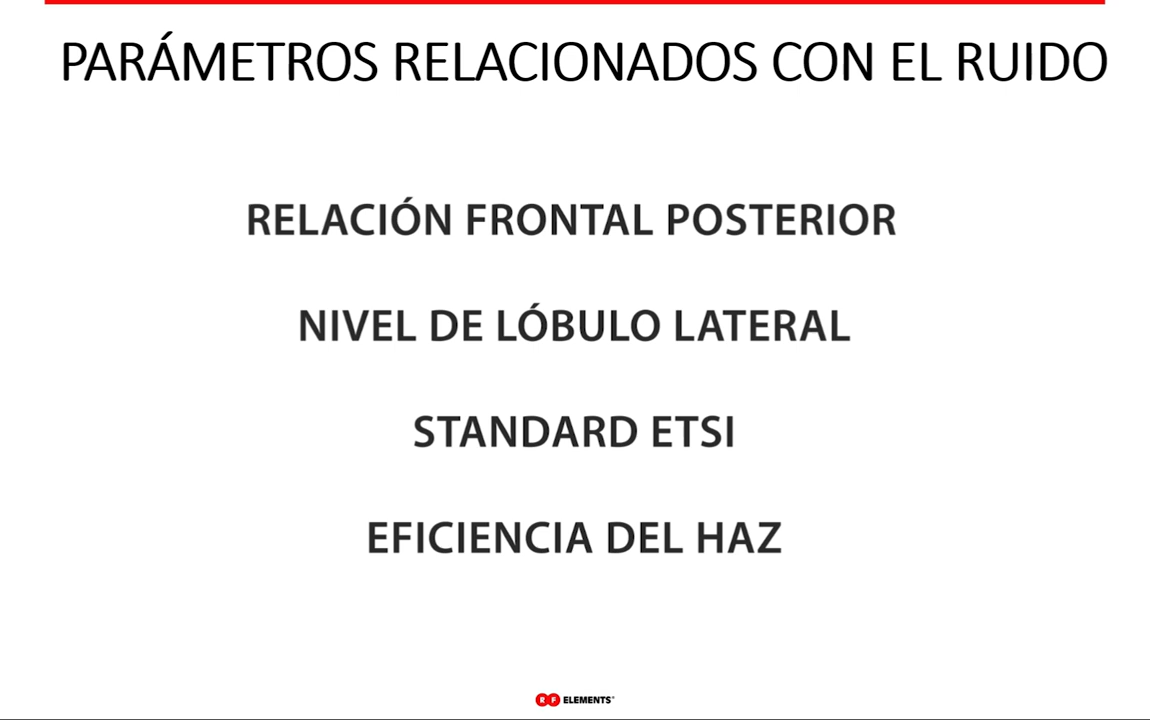 PARÁMETROS RELACIONADOS CON EL RUIDO
RELACIÓN FRONTAL POSTERIOR
NIVEL DE LÓBULO LATERAL
STANDARD ETSI
EFICIENCIA DEL HAZ
RF ELEMENTS